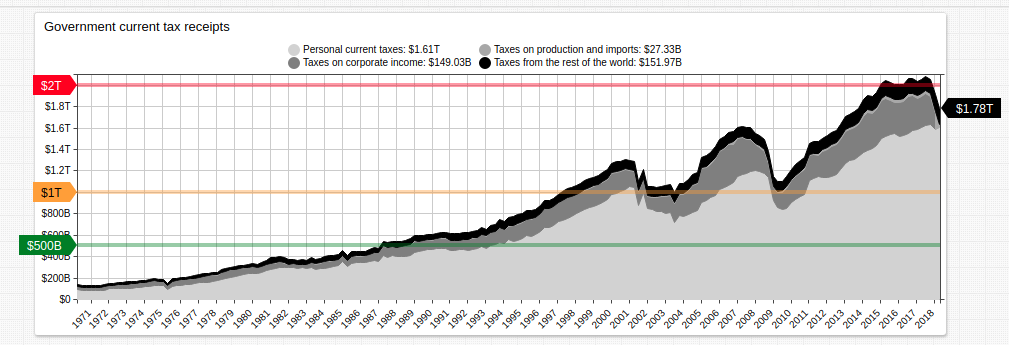 Government current tax receipts
Personal current taxes: $1.61T Taxes on production and imports: $27.33B
Taxes on corporate income: $149.03B Taxes from the rest of the world: $151.97B
$2T
$1.8T
$1.78T
$1.6T
$1.4T
$1.2T
$1T
$800B
$600B
$500B
$400B
$200B
$0
1971 1972 1973 1974 1975 1976 1977 1978 1979 1980 1981 1982 1983 1984 1985 1986 1987 1988 1989 1990 1991 1992 1993 1994 1995 1996 1997 1998 1999 2000 2001 2002 2003 2004 2005 2006 2007 2008 2009 2010 2011 2012 2013 2014 2015 2016 2017 2018